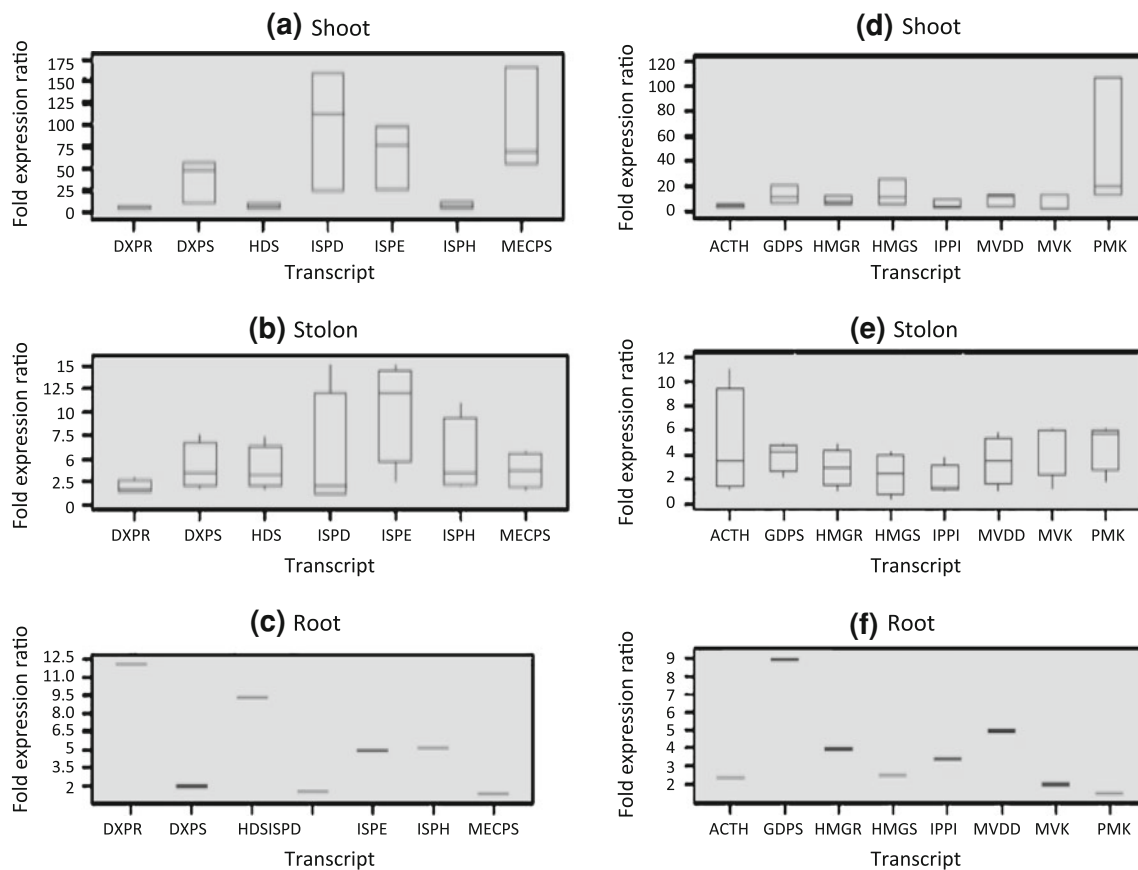 (a) Shoot
Fold expression ratio
175
150
125
100
75
50
25
0
DXPR DXPS HDS ISPD ISPE ISPH MECPS
Transcript
(d) Shoot
Fold expression ratio
120
100
80
60
40
20
0
ACTH GDPS HMGR HMGS IPPI MVDD MVK PMK
Transcript
(b) Stolon
Fold expression ratio
15
12.5
10
7.5
6
2.5
0
DXPR DXPS HDS ISPD ISPE ISPH MECPS
Transcript
(e) Stolon
Fold expression ratio
12
10
8
6
4
2
0
ACTH GDPS HMGR HMGS IPPI MVDD MVK PMK
Transcript
(c) Root
Fold expression ratio
12.5
11.0
9.5
8.0
6.5
5
3.5
2
DXPR DXPS HDSISPD ISPE ISPH MECPS
Transcript
(f) Root
Fold expression ratio
9
8
7
6
5
4
3
2
ACTH GDPS HMGR HMGS IPPI MVDD MVK PMK
Transcript